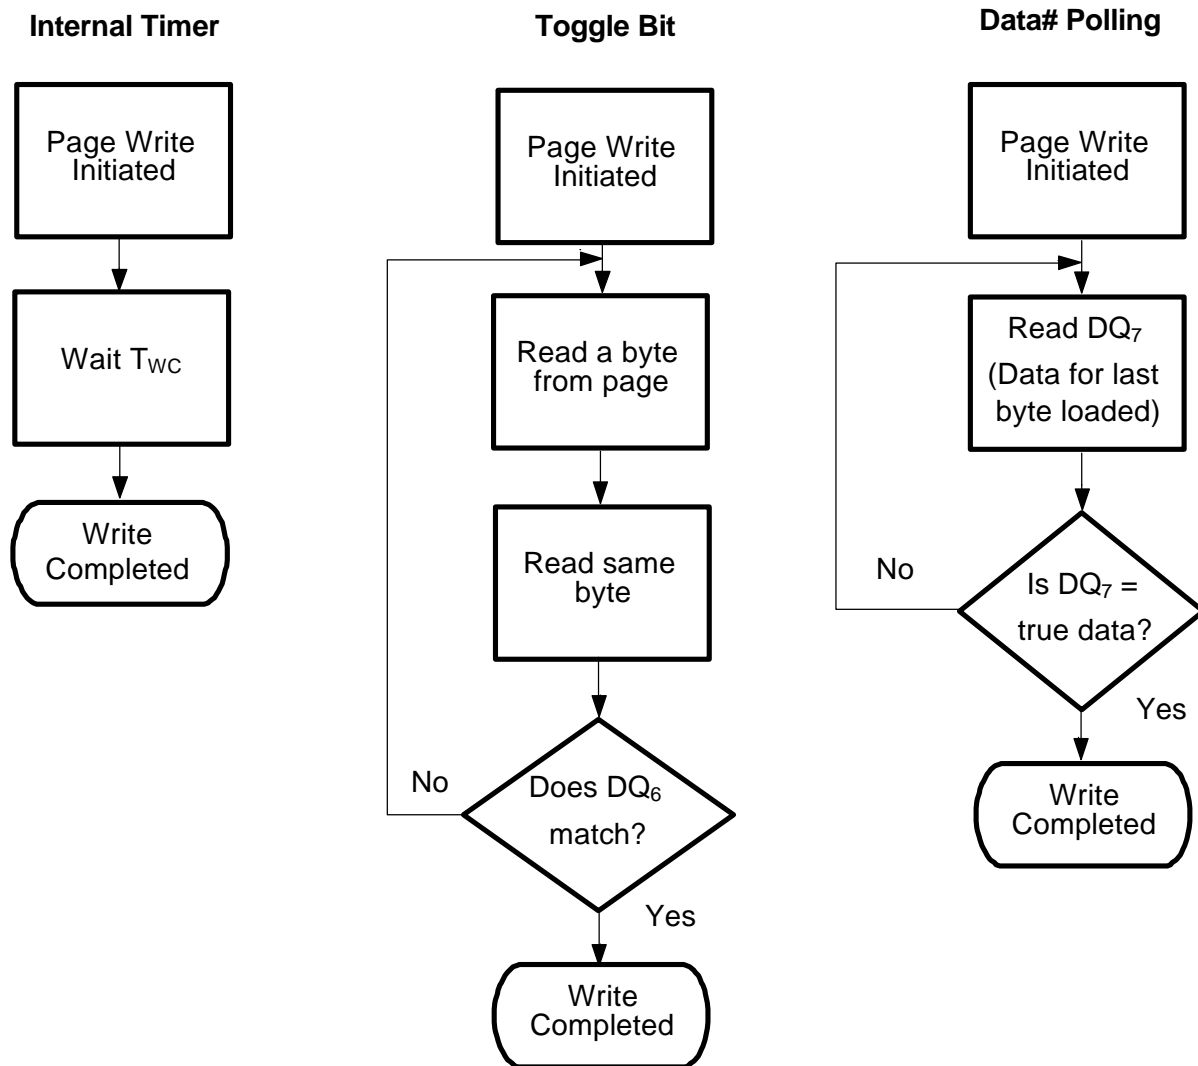 Internal Timer
Page Write
Initiated
Wait TWC
Write
Completed
Toggle Bit
Page Write
Initiated
Read a byte
from page
Read same
byte
No
Does DQ6
match?
Yes
Write
Completed
Data# Polling
Page Write
Initiated
Read DQ7
(Data for last
byte loaded)
No
Is DQ7 =
true data?
Yes
Write
Completed